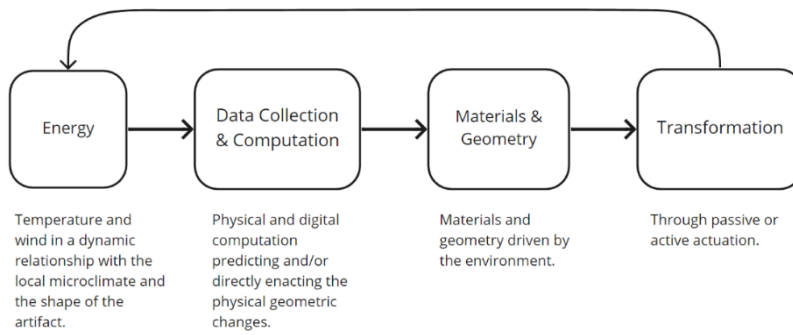 Energy
Data Collection
& Computation
Materials &
Geometry
Transformation
Temperature and
wind in a dynamic
relationship with the
local microclimate and
the shape of the
artifact.
Physical and digital
computation
predicting and/or
directly enacting the
physical geometric
changes.
Materials and
geometry driven by
the environment.
Through passive or
active actuation.